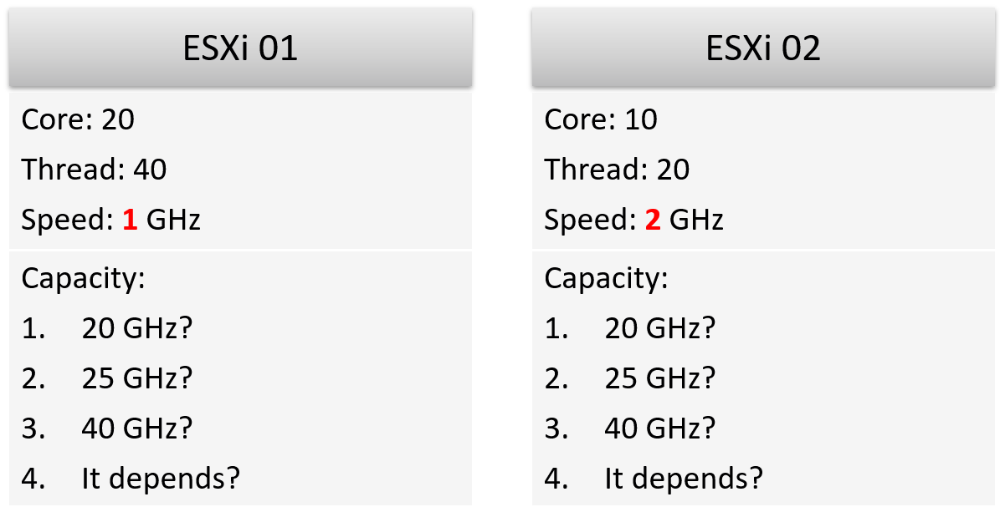 ESXi 01
Core: 20
Thread: 40
Speed: 1 GHz
Capacity:
1. 20 GHz?
2. 25 GHz?
3. 40 GHz?
4. It depends?
ESXi 02
Core: 10
Thread: 20
Speed: 2 GHz
Capacity:
1. 20 GHz?
2. 25 GHz?
3. 40 GHz?
4. It depends?